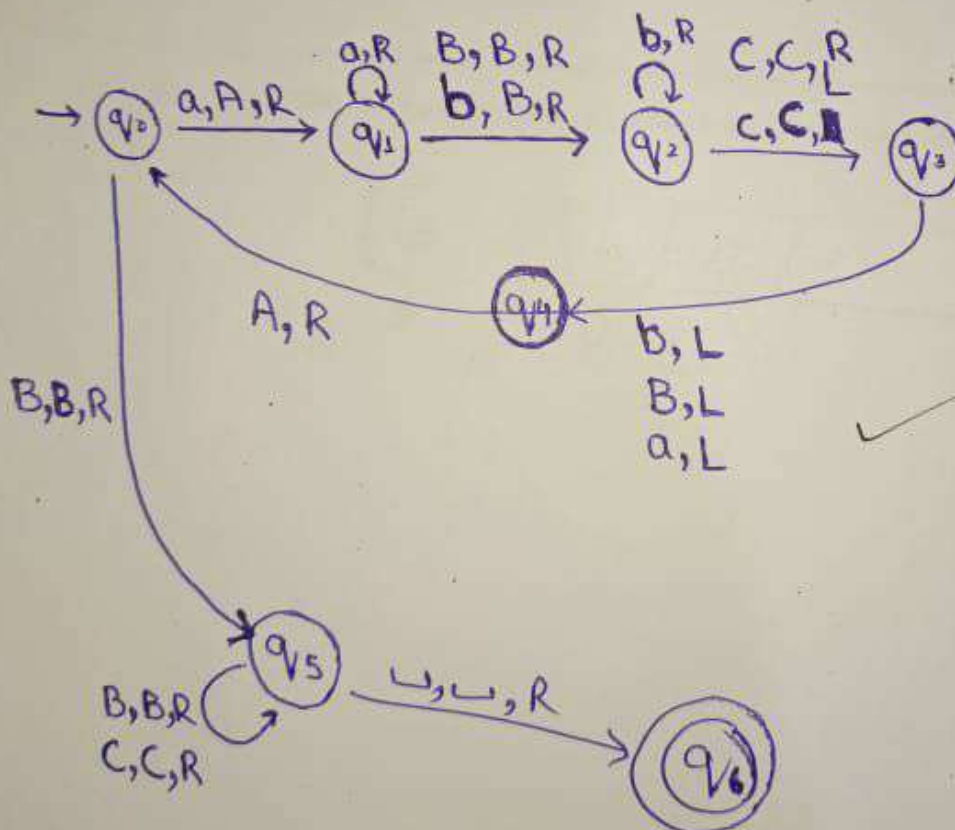 a,R
B, B, R
b,R
C,C,R
L
→ q0
a,A,R
q1
b, B,R
q2
c, C,
q3
A, R
q4
b, L
B, L
a, L
B,B,R
q5
⊔,⊔, R
B,B,R
C,C,R
q6